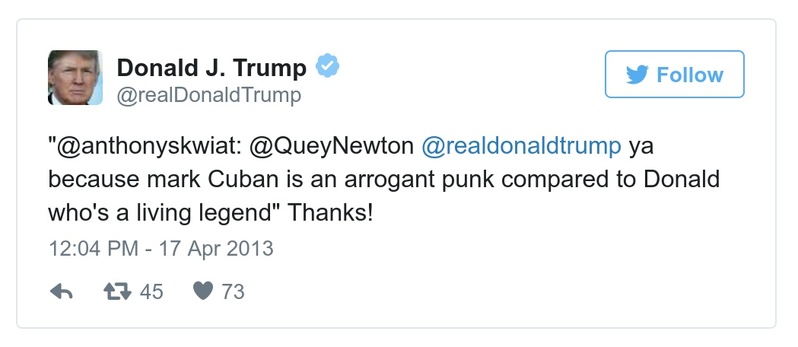 Donald J. Trump
@realDonaldTrump
Follow
"@anthonyskwiat: @QueyNewton @realdonaldtrump ya
because mark Cuban is an arrogant punk compared to Donald
who's a living legend" Thanks!
12:04 PM - 17 Apr 2013
45 73